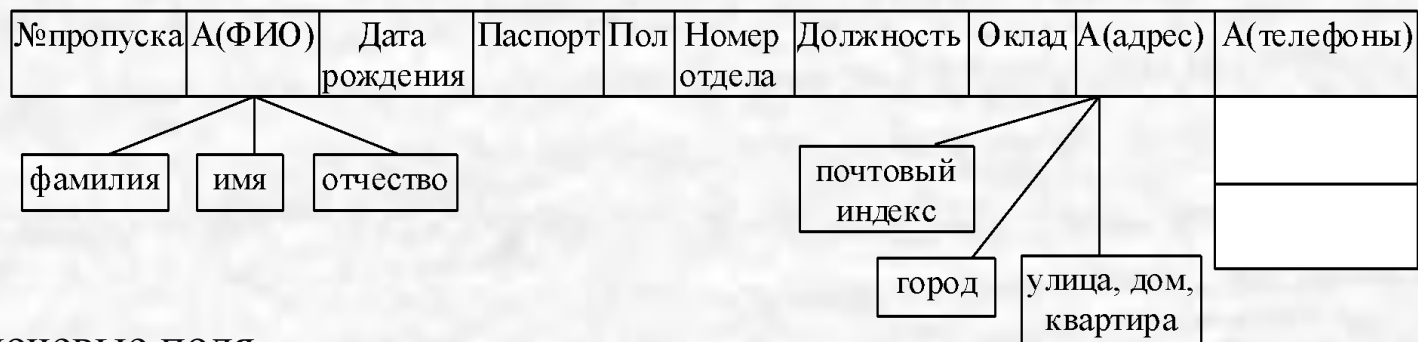 №пропуска А(ФИО) Дата рождения Паспорт Пол Номер отдела Должность Оклад А(адрес) А(телефоны)
фамилия имя отчество
почтовый
индекс
город
улица, дом,
квартира
поля